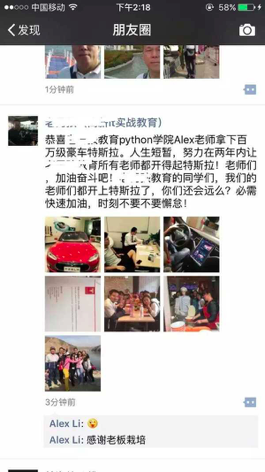 中国移动
下午2:18
58%
发现
朋友圈
1分钟前
实战教育）
恭喜
教育python学院Alex老师拿下百
万级豪车特斯拉。人生短暂，努力在两年内让
育所有老师都开得起特斯拉！老师们
，加油奋斗吧！
教育的同学们，我们的
老师们都开上特斯拉了，你们还会远么？必需
快速加油，时刻不要不要懈怠！
3分钟前
Alex Li: 😮
Alex Li: 感谢老板栽培